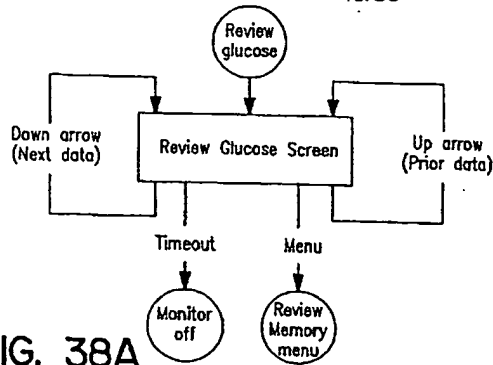 Review
glucose
Down arrow
(Next data)
Review Glucose Screen
Up arrow
(Prior data)
Timeout
Menu
Monitor
off
Review
Memory
menu
IG. 38A